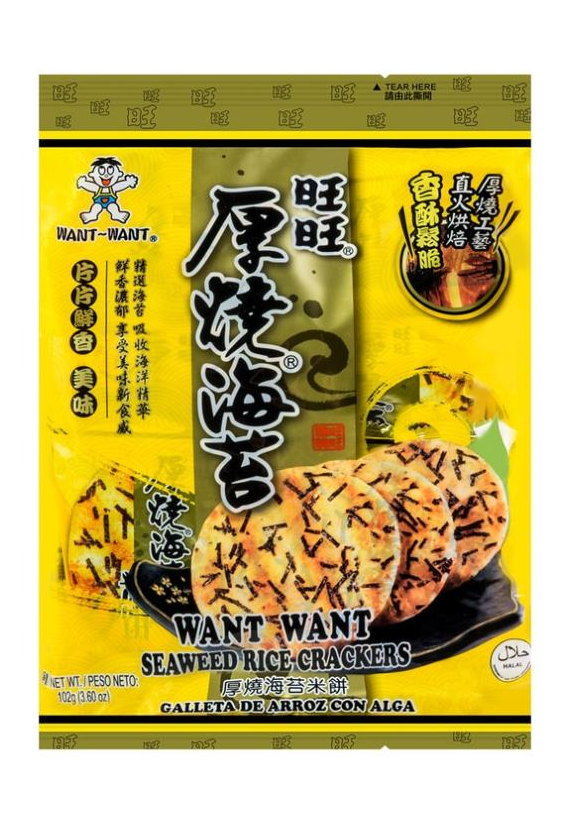 ▲ TEAR HERE
請由此撕開
WANT~WANT®
旺旺®
厚燒海苔®
厚燒工藝
直火烘焙
香酥鬆脆
精選海苔 吸收海洋精華
鮮香濃郁 享受美味新食感
片片鮮香 美味
厚燒海
WANT WANT
SEAWEED RICE CRACKERS
厚燒海苔米餅
GALLETA DE ARROZ CON ALGA
NET WT. / PESO NETO:
102g (3.60 oz)
حلال
HALAL